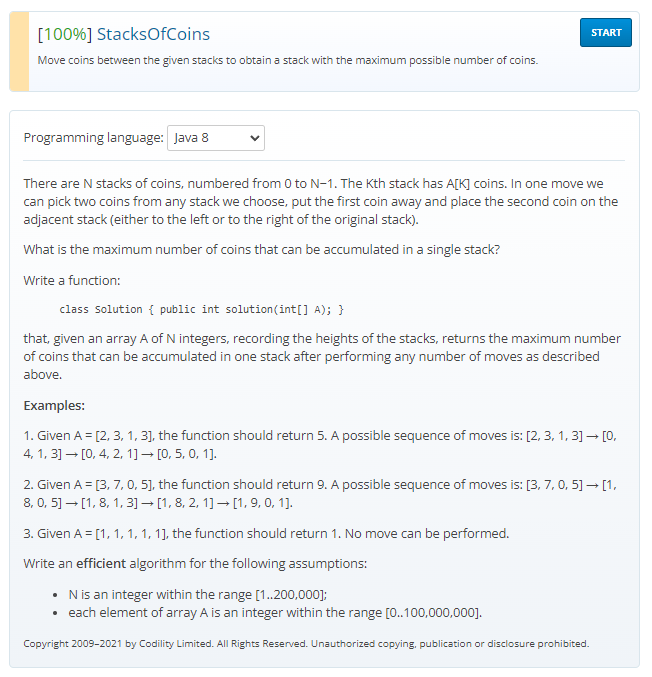 [100%] StacksOfCoins
START
Move coins between the given stacks to obtain a stack with the maximum possible number of coins.
Programming language: Java 8
There are N stacks of coins, numbered from 0 to N−1. The Kth stack has A[K] coins. In one move we
can pick two coins from any stack we choose, put the first coin away and place the second coin on the
adjacent stack (either to the left or to the right of the original stack).
What is the maximum number of coins that can be accumulated in a single stack?
Write a function:
class Solution { public int solution(int[] A); }
that, given an array A of N integers, recording the heights of the stacks, returns the maximum number
of coins that can be accumulated in one stack after performing any number of moves as described
above.
Examples:
1. Given A = [2, 3, 1, 3], the function should return 5. A possible sequence of moves is: [2, 3, 1, 3] → [0,
4, 1, 3] → [0, 4, 2, 1] → [0, 5, 0, 1].
2. Given A = [3, 7, 0, 5], the function should return 9. A possible sequence of moves is: [3, 7, 0, 5] → [1,
8, 0, 5] → [1, 8, 1, 3] → [1, 8, 2, 1] → [1, 9, 0, 1].
3. Given A = [1, 1, 1, 1, 1], the function should return 1. No move can be performed.
Write an efficient algorithm for the following assumptions:
• N is an integer within the range [1..200,000];
• each element of array A is an integer within the range [0..100,000,000].
Copyright 2009–2021 by Codility Limited. All Rights Reserved. Unauthorized copying, publication or disclosure prohibited.